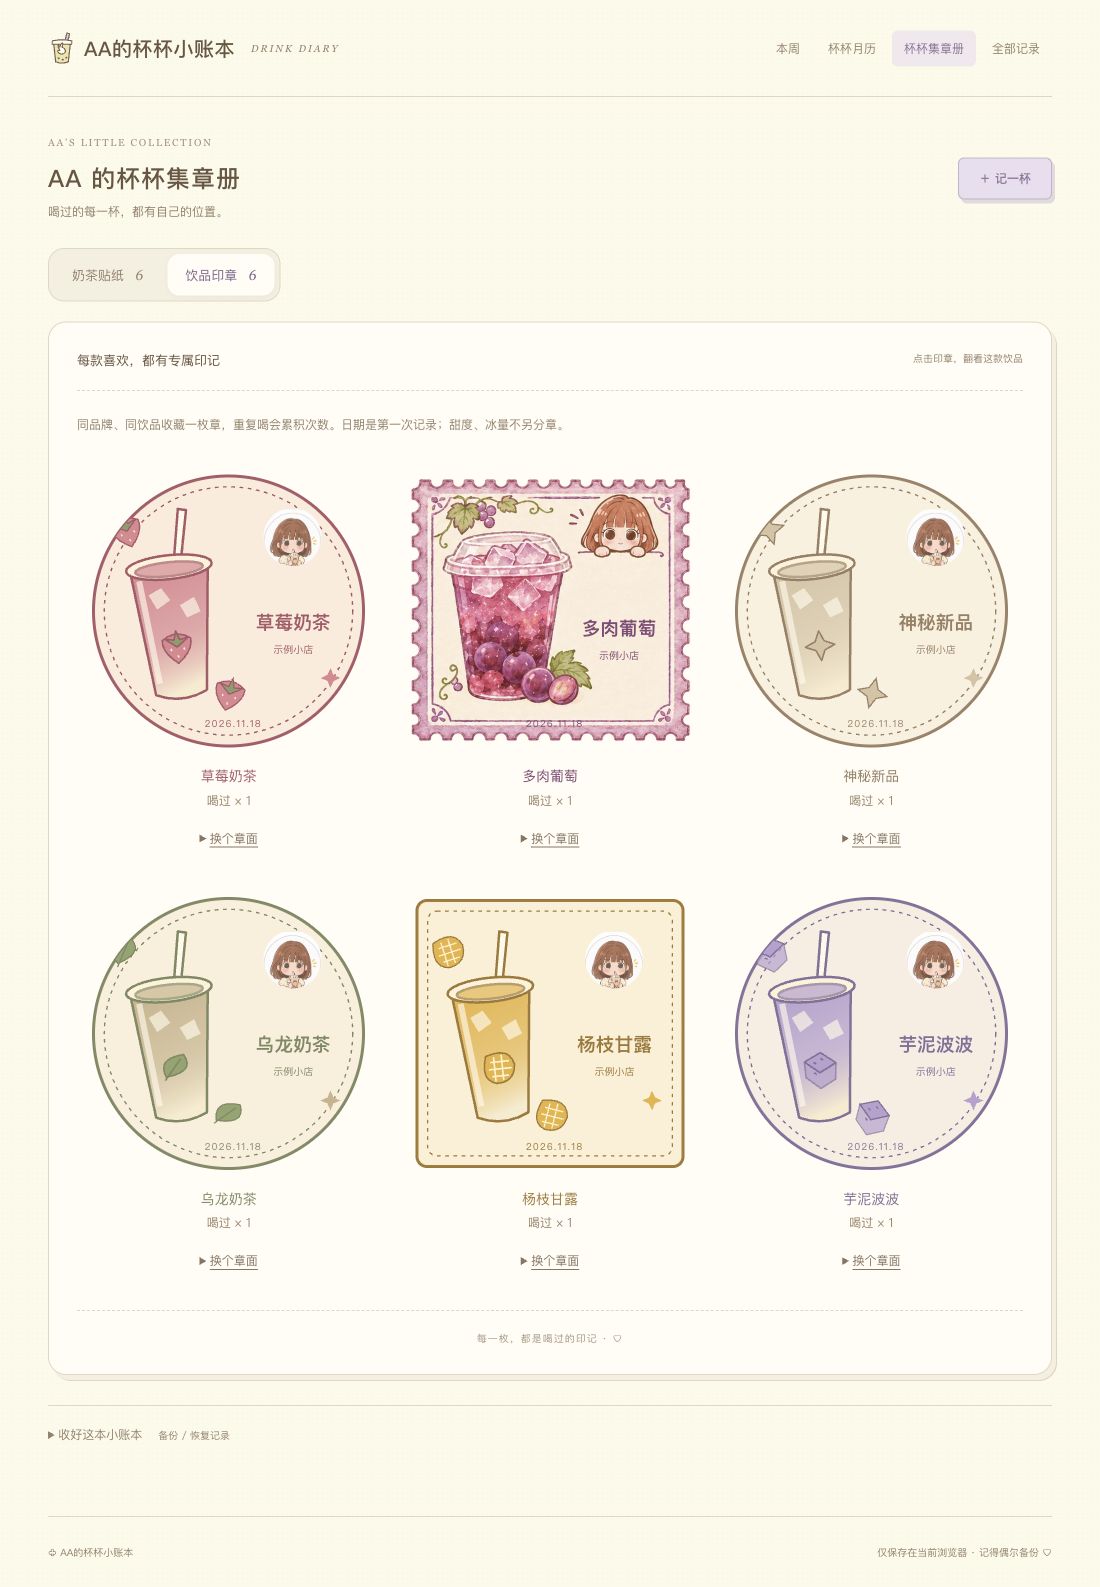 AA的杯杯小账本 DRINK DIARY 本周 杯杯月历 杯杯集章册 全部记录
AA'S LITTLE COLLECTION
AA 的杯杯集章册
+ 记一杯
喝过的每一杯，都有自己的位置。
奶茶贴纸 6 饮品印章 6
每款喜欢，都有专属印记 点击印章，翻看这款饮品
同品牌、同饮品收藏一枚章，重复喝会累积次数。日期是第一次记录；甜度、冰量不另分章。
草莓奶茶
示例小店
2026.11.18
多肉葡萄
示例小店
2026.11.18
神秘新品
示例小店
2026.11.18
草莓奶茶 多肉葡萄 神秘新品
喝过 × 1 喝过 × 1 喝过 × 1
▶ 换个章面 ▶ 换个章面 ▶ 换个章面
乌龙奶茶
示例小店
2026.11.18
杨枝甘露
示例小店
2026.11.18
芋泥波波
示例小店
2026.11.18
乌龙奶茶 杨枝甘露 芋泥波波
喝过 × 1 喝过 × 1 喝过 × 1
▶ 换个章面 ▶ 换个章面 ▶ 换个章面
每一枚，都是喝过的印记 · ♡
▶ 收好这本小账本 备份 / 恢复记录
AA的杯杯小账本 仅保存在当前浏览器 · 记得偶尔备份 ♡